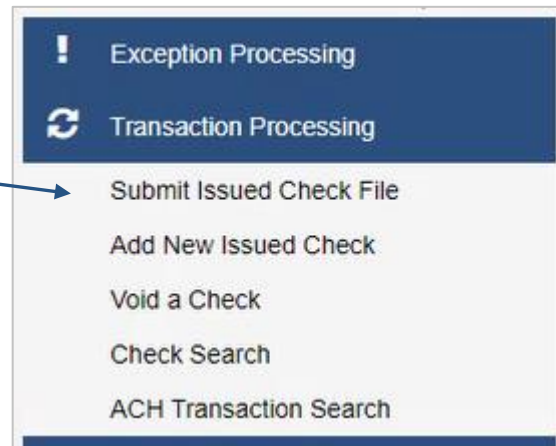 Exception Processing
Transaction Processing
Submit Issued Check File
Add New Issued Check
Void a Check
Check Search
ACH Transaction Search